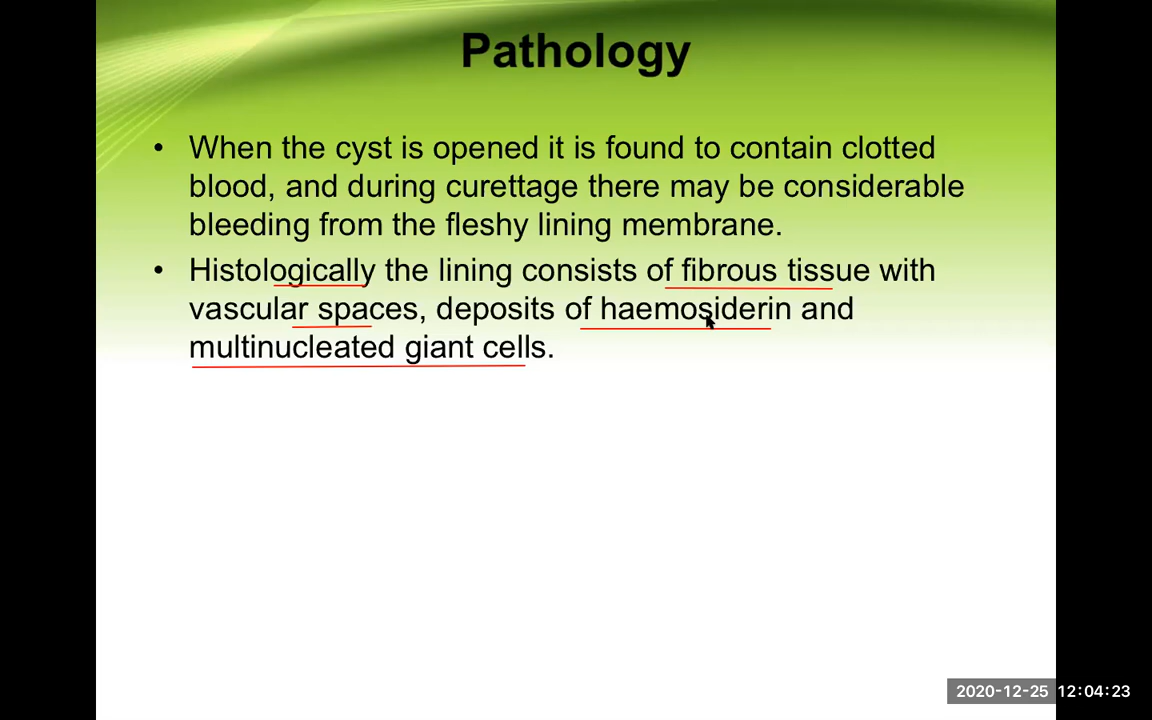 Pathology
• When the cyst is opened it is found to contain clotted
blood, and during curettage there may be considerable
bleeding from the fleshy lining membrane.
• Histologically the lining consists of fibrous tissue with
vascular spaces, deposits of haemosiderin and
multinucleated giant cells.
2020-12-25 12:04:23